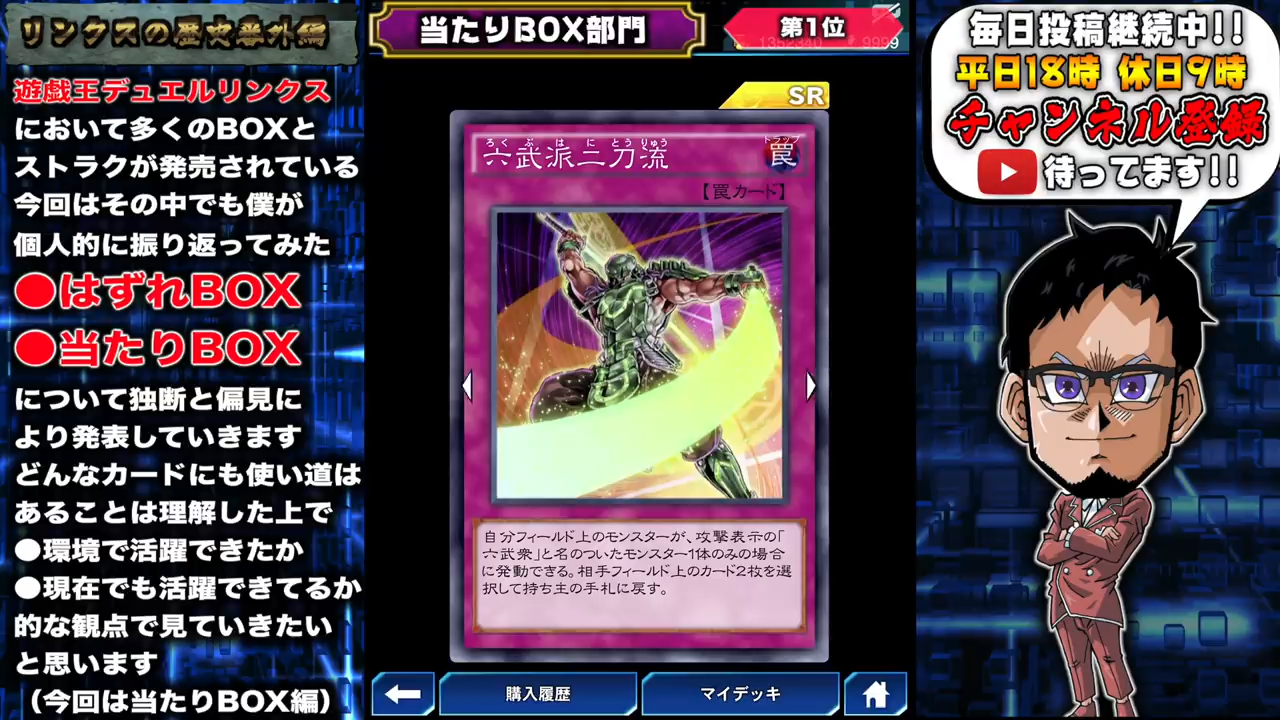 リンクスの歴史番外編
遊戯王デュエルリンクス
において多くのBOXと
ストラクが発売されている
今回はその中でも僕が
個人的に振り返ってみた
●はずれBOX
●当たりBOX
について独断と偏見に
より発表していきます
どんなカードにも使い道は
あることは理解した上で
●環境で活躍できたか
●現在でも活躍できてるか
的な観点で見ていきたい
と思います
（今回は当たりBOX編）
当たりBOX部門
第1位
SR
ろくぶはにとうりゅう
六武派二刀流
トラップ
罠
【罠カード】
自分フィールド上のモンスターが、攻撃表示の「
六武衆」と名のついたモンスター1体のみの場合
に発動できる。相手フィールド上のカード2枚を選
択して持ち主の手札に戻す。
購入履歴
マイデッキ
毎日投稿継続中!!
平日18時 休日9時
チャンネル登録
待ってます!!